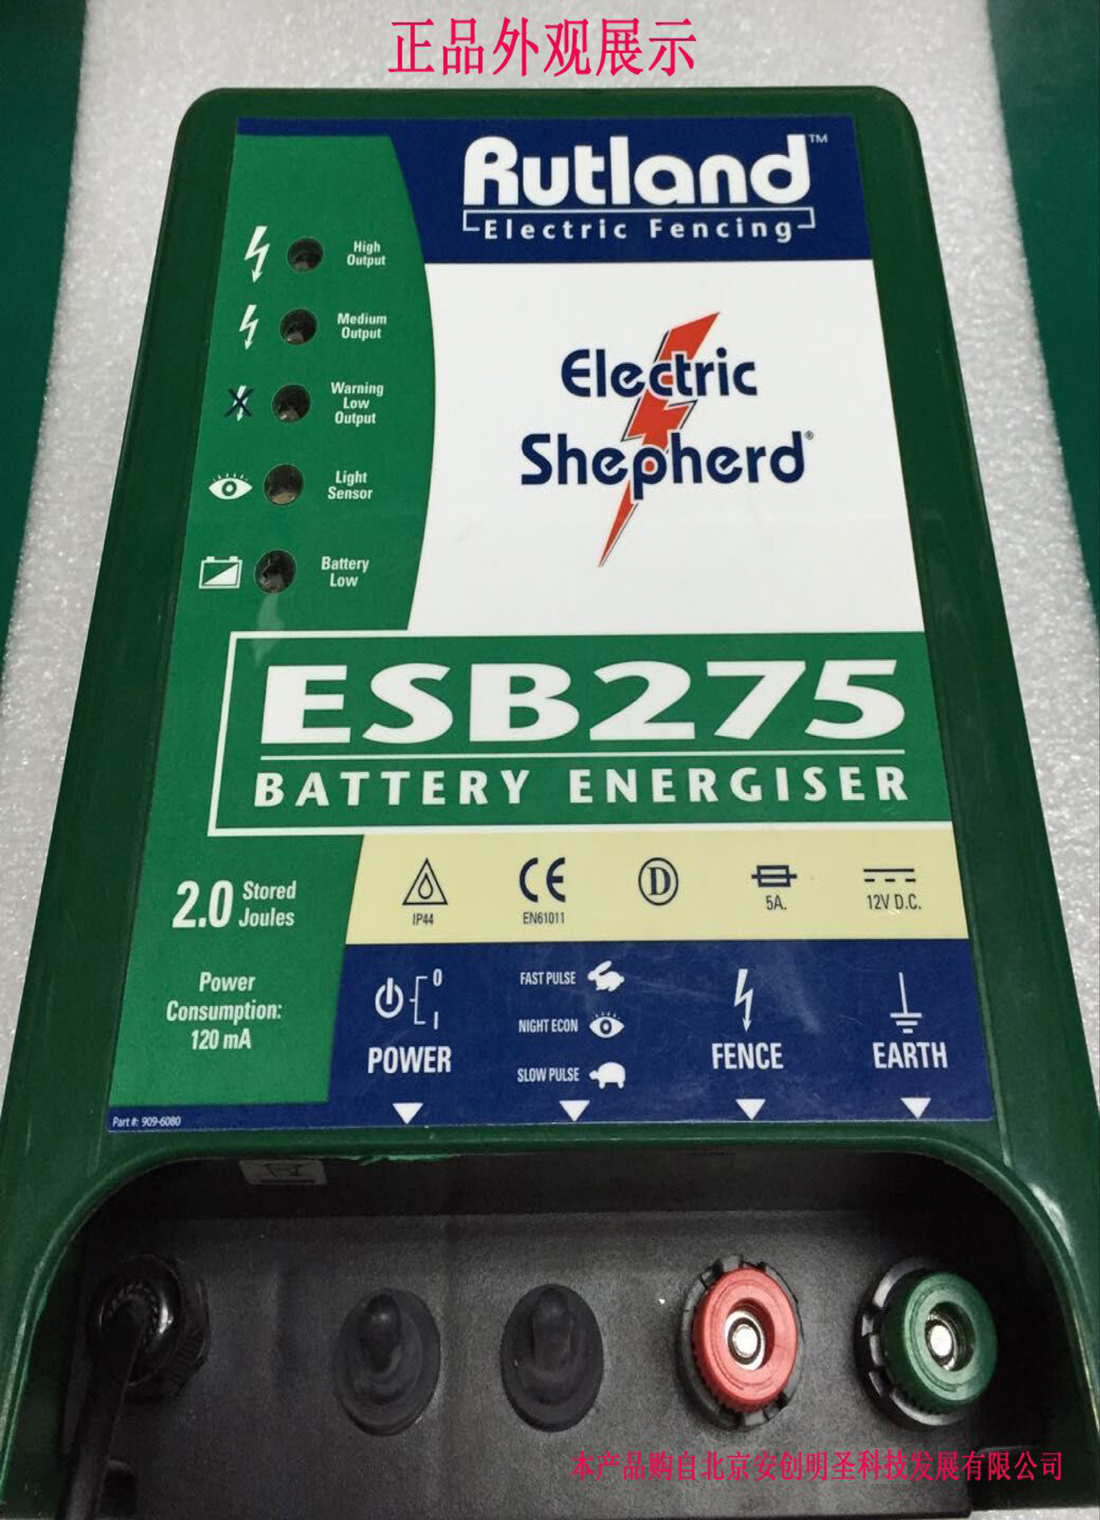 正品外观展示
Rutland™
Electric Fencing
High
Output
Medium
Output
Warning
Low
Output
Light
Sensor
Battery
Low
Electric
Shepherd®
ESB275
BATTERY ENERGISER
2.0 Stored
Joules
IP44
CE
EN61011
D
5A.
12V D.C.
Power
Consumption:
120 mA
0
I
POWER
FAST PULSE
NIGHT ECON
SLOW PULSE
FENCE
EARTH
Part #: 909-6080
本产品购自北京安创明圣科技发展有限公司